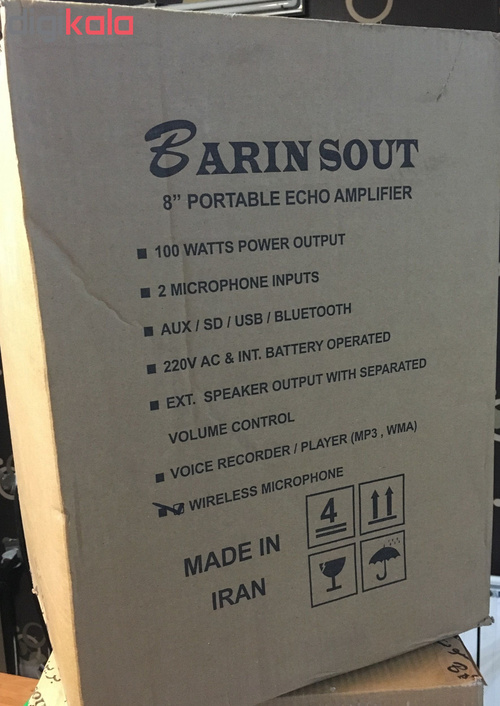 digikala
BARIN SOUT
8" PORTABLE ECHO AMPLIFIER
■ 100 WATTS POWER OUTPUT
■ 2 MICROPHONE INPUTS
■ AUX / SD / USB / BLUETOOTH
■ 220V AC & INT. BATTERY OPERATED
■ EXT. SPEAKER OUTPUT WITH SEPARATED
VOLUME CONTROL
■ VOICE RECORDER / PLAYER (MP3 , WMA)
■ WIRELESS MICROPHONE
4
MADE IN
IRAN